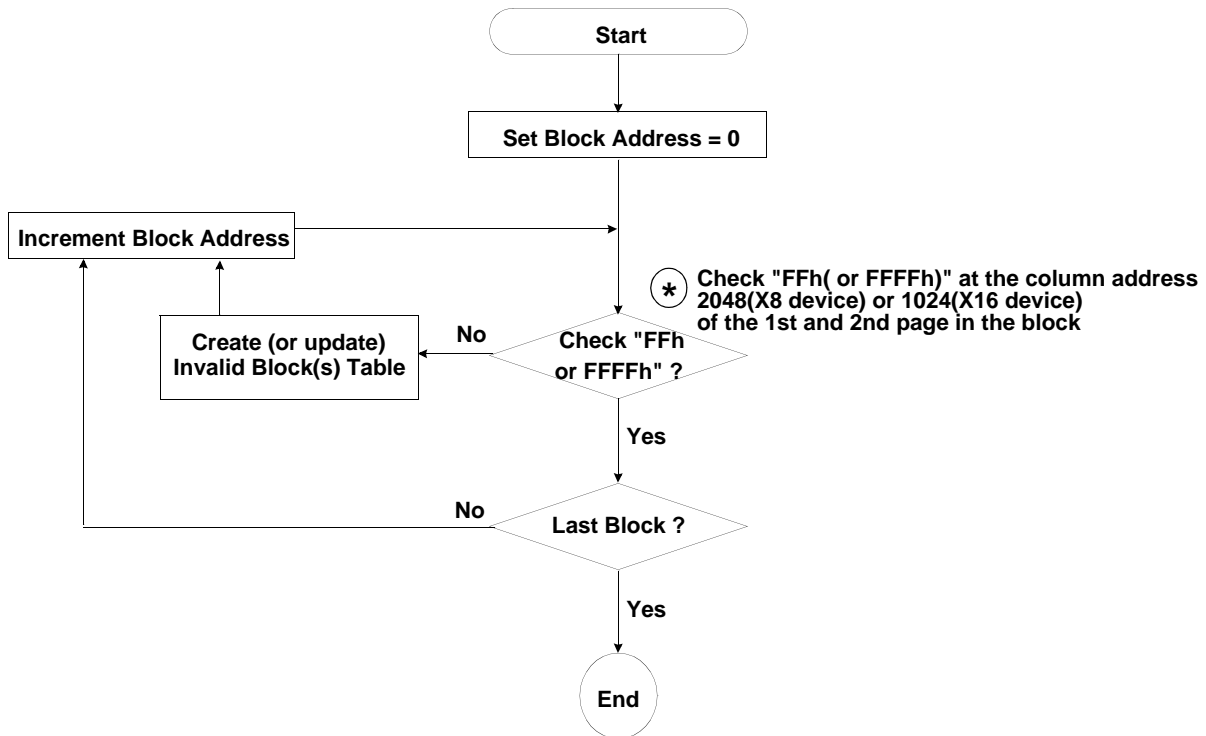 Start
Set Block Address = 0
Increment Block Address
* Check "FFh( or FFFFh)" at the column address
2048(X8 device) or 1024(X16 device)
of the 1st and 2nd page in the block
Create (or update)
Invalid Block(s) Table
No
Check "FFh
or FFFFh" ?
Yes
No
Last Block ?
Yes
End